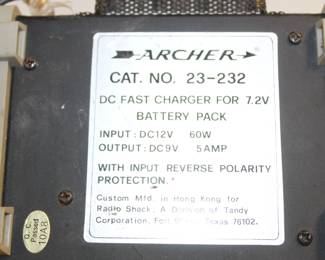 ARCHER
CAT. NO. 23-232
DC FAST CHARGER FOR 7.2V
BATTERY PACK
INPUT: DC12V 60W
OUTPUT: DC9V 5AMP
WITH INPUT REVERSE POLARITY
PROTECTION.
Custom Mfd. in Hong Kong for
Radio Shack, A Division of Tandy
Corporation, Fort Worth, Texas 76102.
Q. C.
Passed
10A8